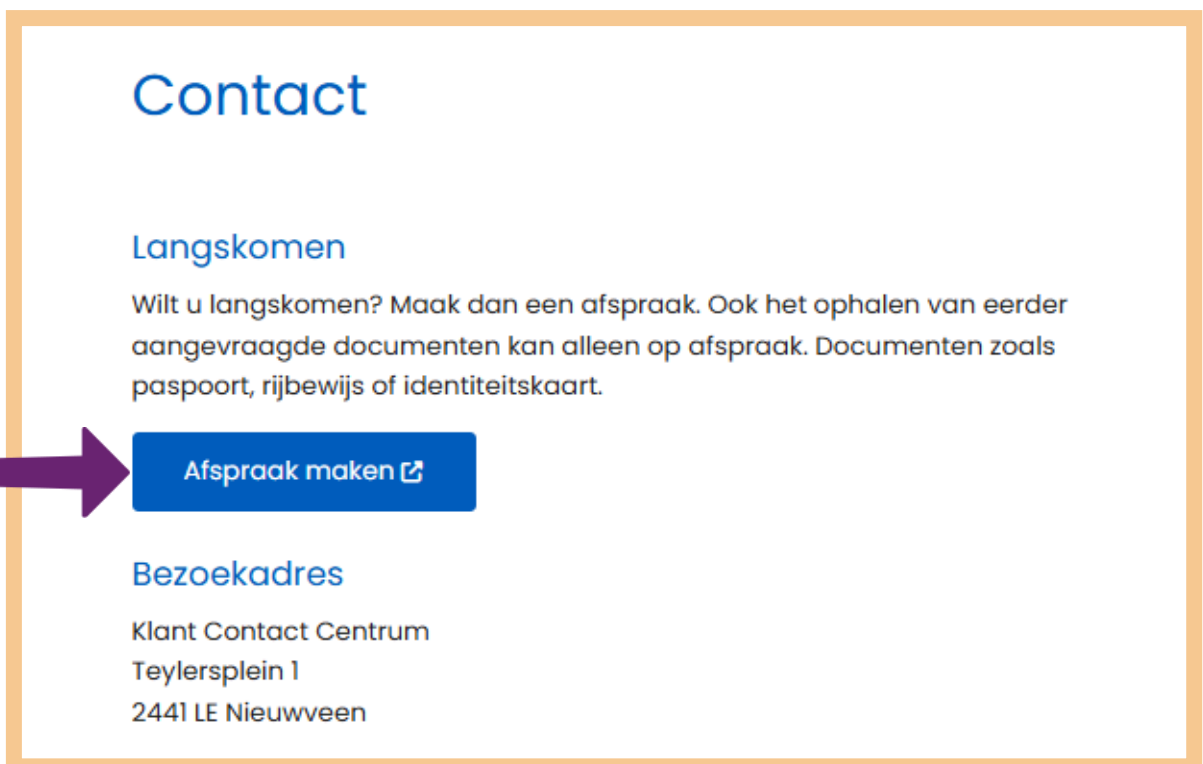 Contact
Langskomen
Wilt u langskomen? Maak dan een afspraak. Ook het ophalen van eerder
aangevraagde documenten kan alleen op afspraak. Documenten zoals
paspoort, rijbewijs of identiteitskaart.
Afspraak maken
Bezoekadres
Klant Contact Centrum
Teylersplein 1
2441 LE Nieuwveen